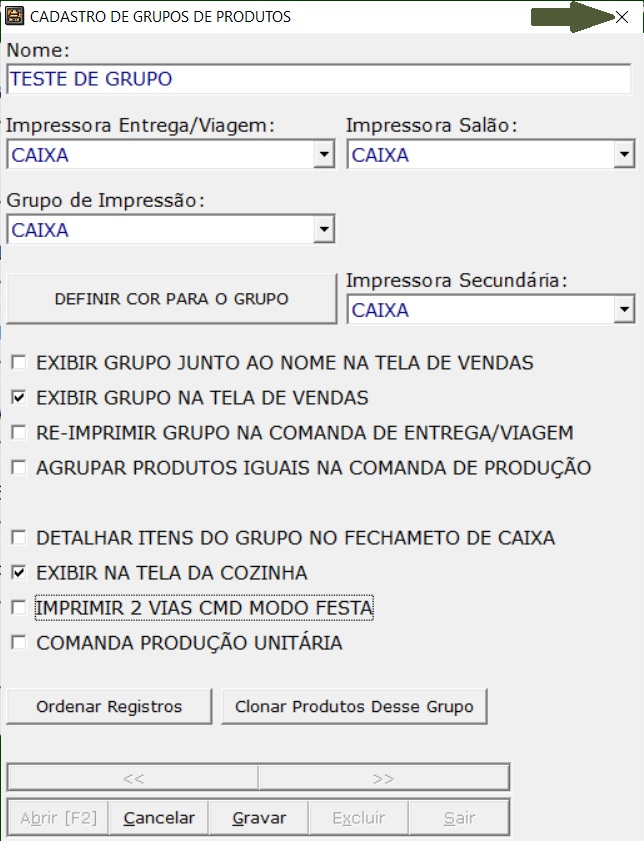 CADASTRO DE GRUPOS DE PRODUTOS
Nome:
TESTE DE GRUPO
Impressora Entrega/Viagem: Impressora Salão:
CAIXA CAIXA
Grupo de Impressão:
CAIXA
Impressora Secundária:
DEFINIR COR PARA O GRUPO CAIXA
EXIBIR GRUPO JUNTO AO NOME NA TELA DE VENDAS
EXIBIR GRUPO NA TELA DE VENDAS
RE-IMPRIMIR GRUPO NA COMANDA DE ENTREGA/VIAGEM
AGRUPAR PRODUTOS IGUAIS NA COMANDA DE PRODUÇÃO
DETALHAR ITENS DO GRUPO NO FECHAMETO DE CAIXA
EXIBIR NA TELA DA COZINHA
IMPRIMIR 2 VIAS CMD MODO FESTA
COMANDA PRODUÇÃO UNITÁRIA
Ordenar Registros Clonar Produtos Desse Grupo
<< >>
Abrir [F2] Cancelar Gravar Excluir Sair